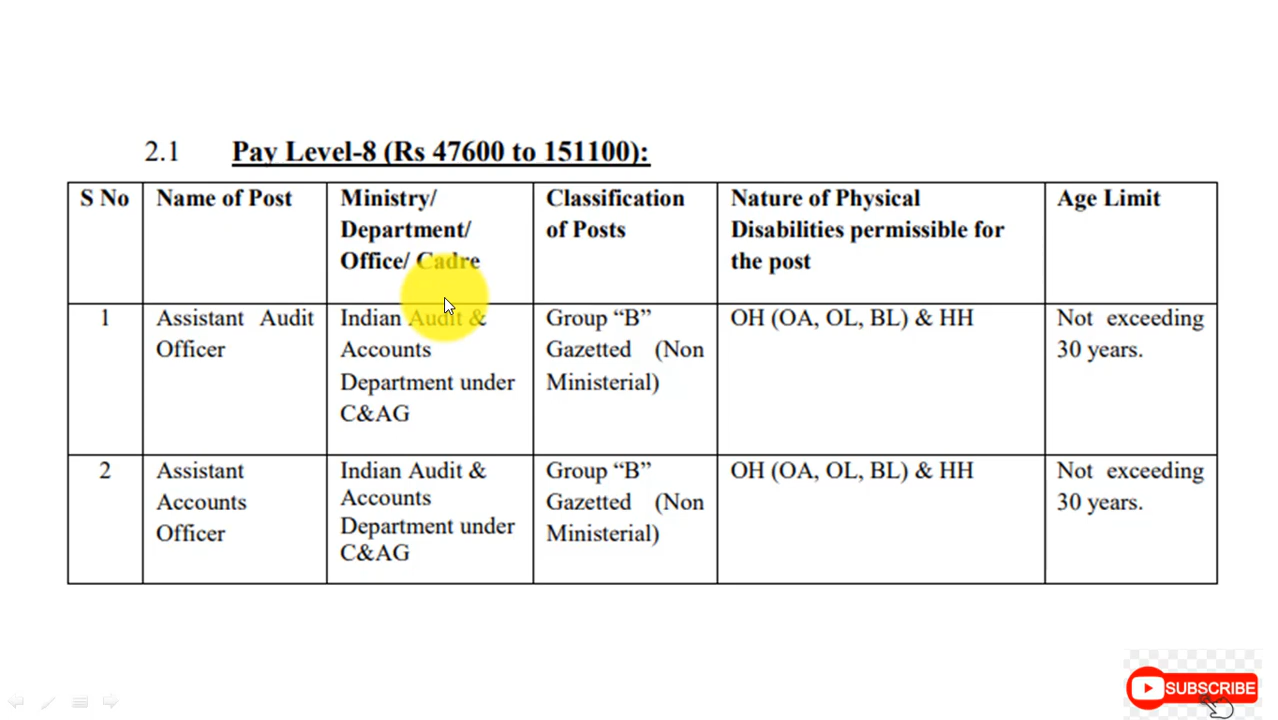 2.1 Pay Level-8 (Rs 47600 to 151100):
S No Name of Post Ministry/ Department/ Office/ Cadre Classification of Posts Nature of Physical Disabilities permissible for the post Age Limit
1 Assistant Audit Officer Indian Audit & Accounts Department under C&AG Group “B” Gazetted (Non Ministerial) OH (OA, OL, BL) & HH Not exceeding 30 years.
2 Assistant Accounts Officer Indian Audit & Accounts Department under C&AG Group “B” Gazetted (Non Ministerial) OH (OA, OL, BL) & HH Not exceeding 30 years.
SUBSCRIBE